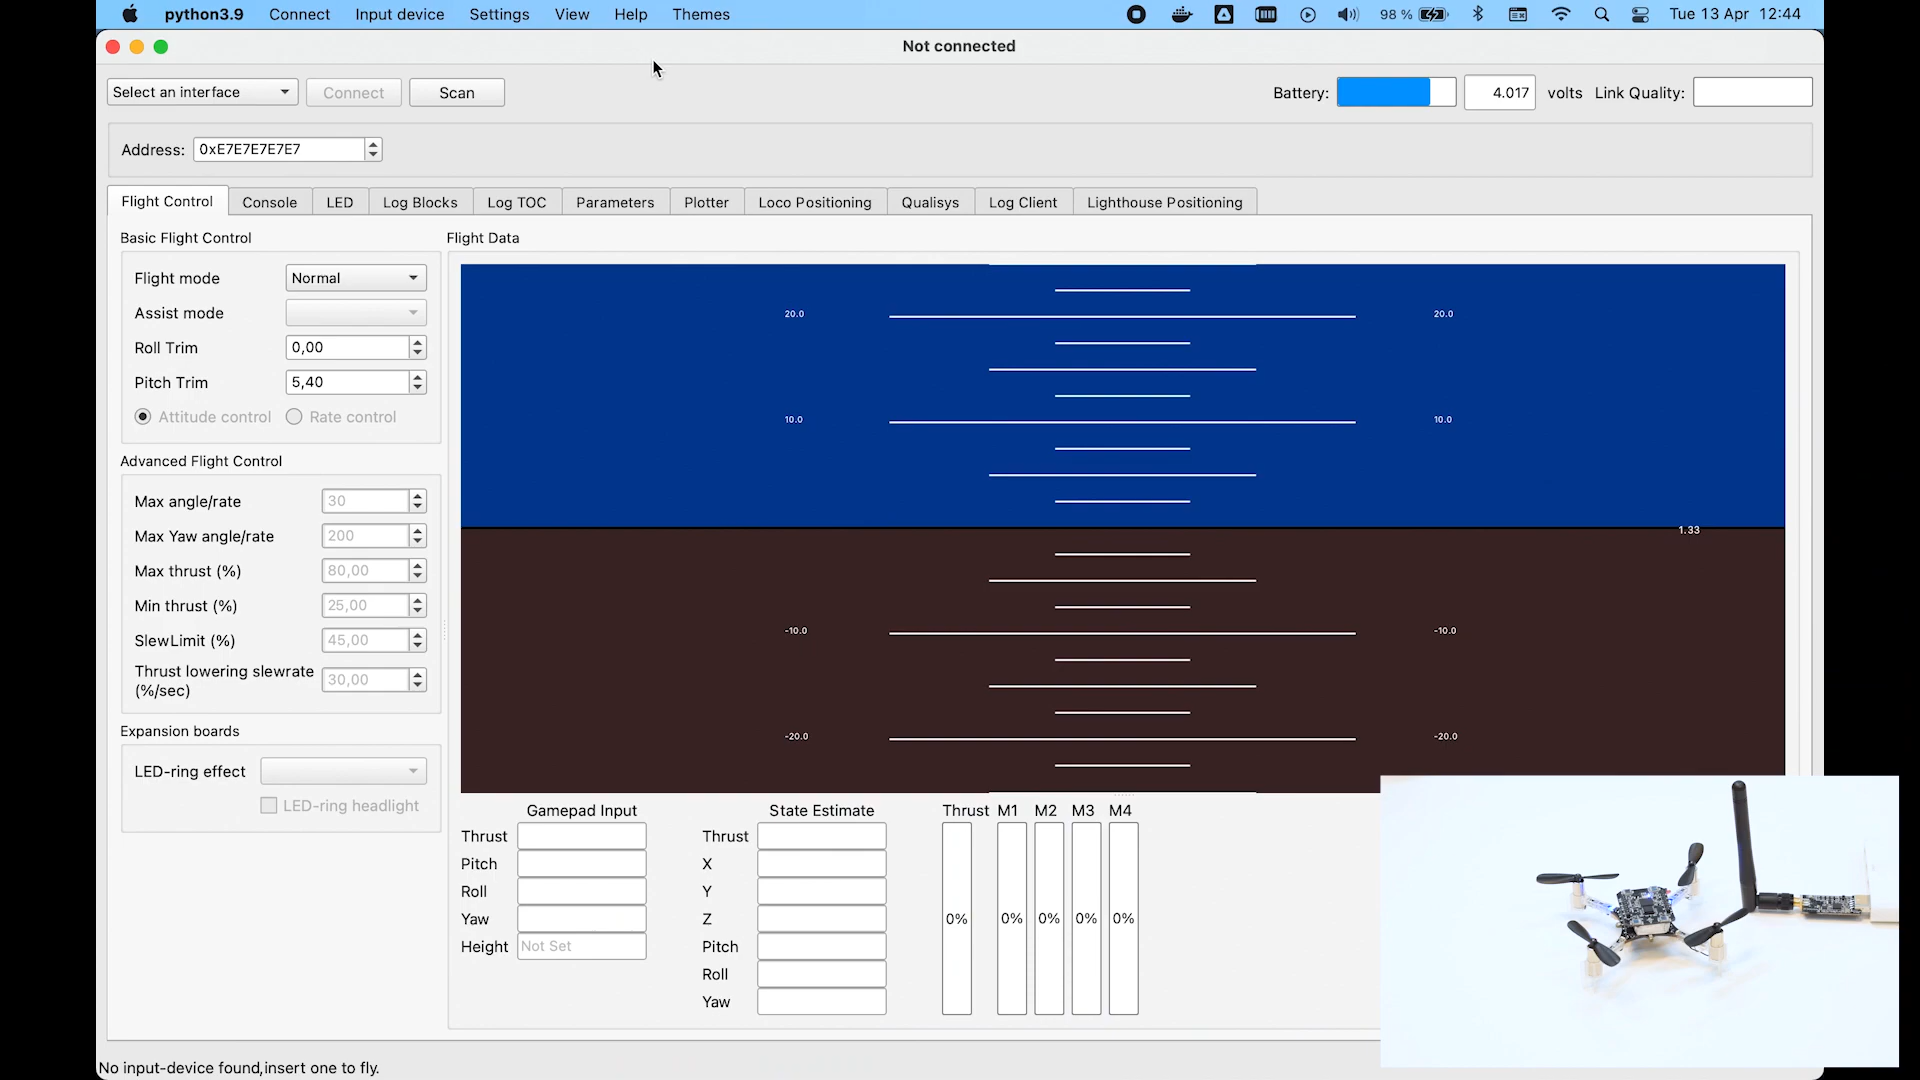 python3.9 Connect Input device Settings View Help Themes 98 % Tue 13 Apr 12:44
Not connected
Select an interface Connect Scan Battery: 4.017 volts Link Quality:
Address: 0xE7E7E7E7E7
Flight Control Console LED Log Blocks Log TOC Parameters Plotter Loco Positioning Qualisys Log Client Lighthouse Positioning
Basic Flight Control
Flight mode Normal
Assist mode
Roll Trim 0,00
Pitch Trim 5,40
Attitude control Rate control
Advanced Flight Control
Max angle/rate 30
Max Yaw angle/rate 200
Max thrust (%) 80,00
Min thrust (%) 25,00
SlewLimit (%) 45,00
Thrust lowering slewrate
(%/sec) 30,00
Expansion boards
LED-ring effect
LED-ring headlight
Flight Data
20.0 20.0
10.0 10.0
1.33
-10.0 -10.0
-20.0 -20.0
Gamepad Input
Thrust
Pitch
Roll
Yaw
Height Not Set
State Estimate
Thrust
X
Y
Z
Pitch
Roll
Yaw
Thrust M1 M2 M3 M4
0% 0% 0% 0% 0%
No input-device found,insert one to fly.